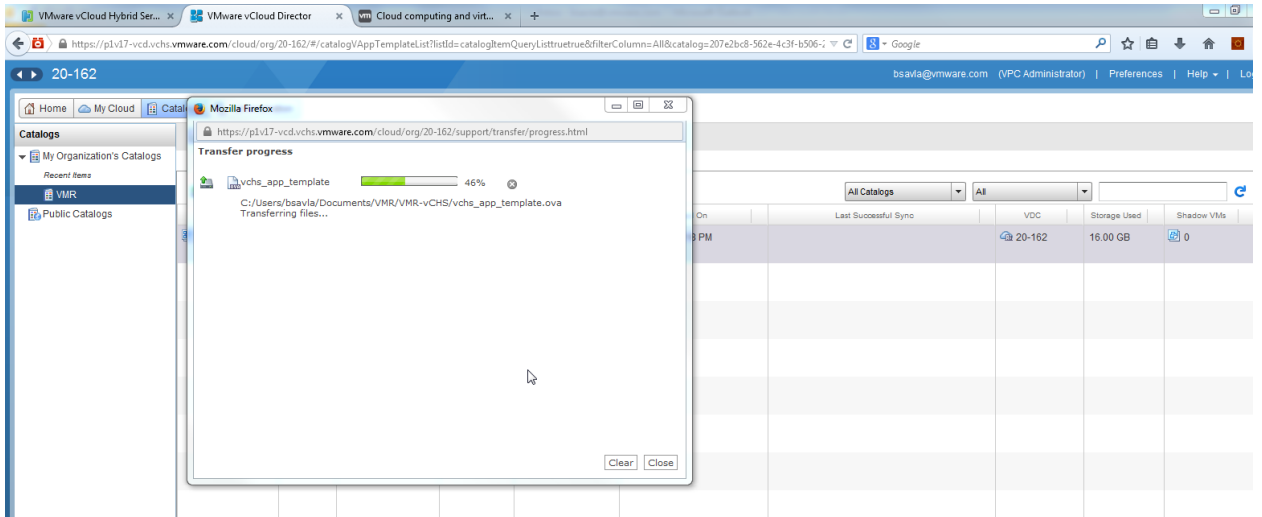 VMware vCloud Hybrid Ser... ×
VMware vCloud Director ×
Cloud computing and virt... ×
https://p1v17-vcd.vchs.vmware.com/cloud/org/20-162/#/catalogVAppTemplateList?listId=catalogItemQueryListtruetrue&filterColumn=All&catalog=207e2bc8-562e-4c3f-b506-2
Google
20-162
bsavla@vmware.com (VPC Administrator) | Preferences | Help | Lo
Home
My Cloud
Catal
Mozilla Firefox
https://p1v17-vcd.vchs.vmware.com/cloud/org/20-162/support/transfer/progress.html
Catalogs
My Organization's Catalogs
Recent Items
VMR
Public Catalogs
Transfer progress
vchs_app_template 46%
C:/Users/bsavla/Documents/VMR/VMR-vCHS/vchs_app_template.ova
Transferring files...
Clear Close
All Catalogs All
On Last Successful Sync VDC Storage Used Shadow VMs
PM 20-162 16.00 GB 0